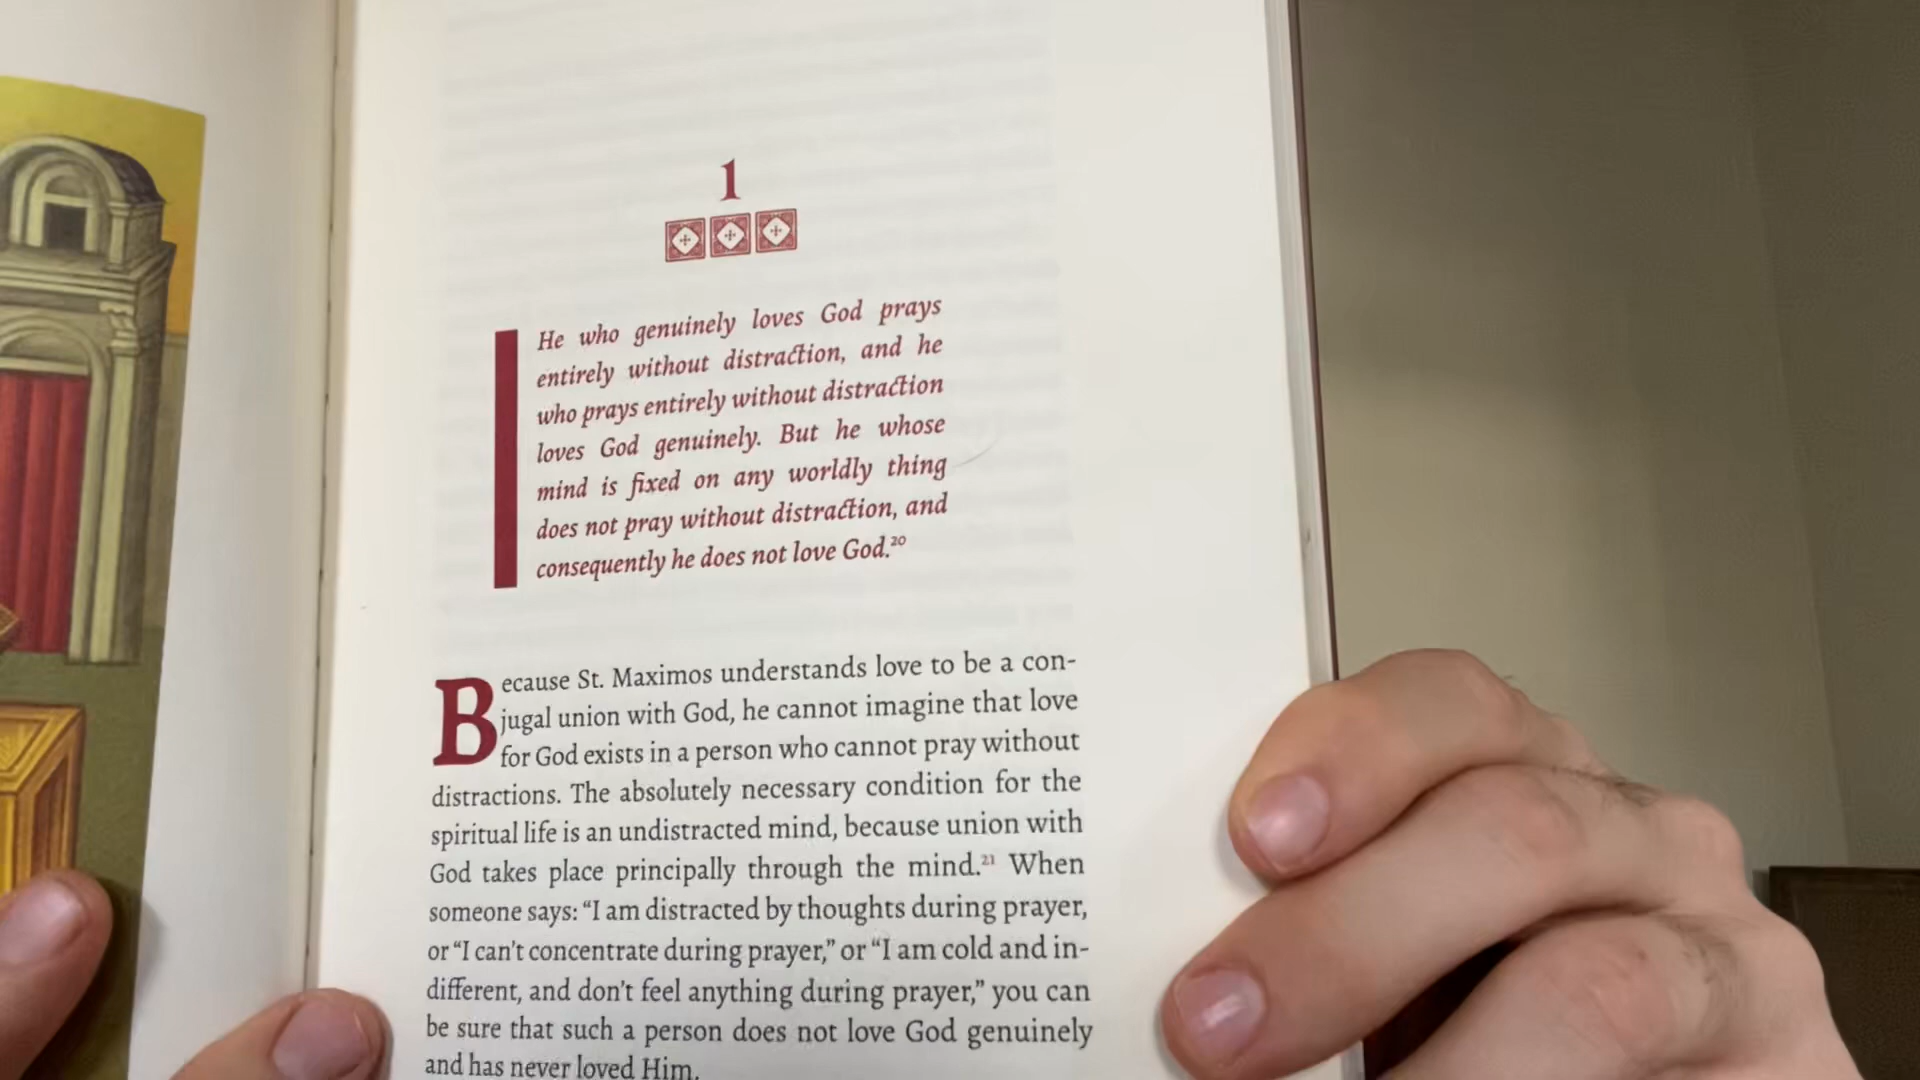 1
He who genuinely loves God prays
entirely without distraction, and he
who prays entirely without distraction
loves God genuinely. But he whose
mind is fixed on any worldly thing
does not pray without distraction, and
consequently he does not love God.20
Because St. Maximos understands love to be a con-
jugal union with God, he cannot imagine that love
for God exists in a person who cannot pray without
distractions. The absolutely necessary condition for the
spiritual life is an undistracted mind, because union with
God takes place principally through the mind.21 When
someone says: “I am distracted by thoughts during prayer,
or “I can't concentrate during prayer,” or “I am cold and in-
different, and don't feel anything during prayer,” you can
be sure that such a person does not love God genuinely
and has never loved Him.